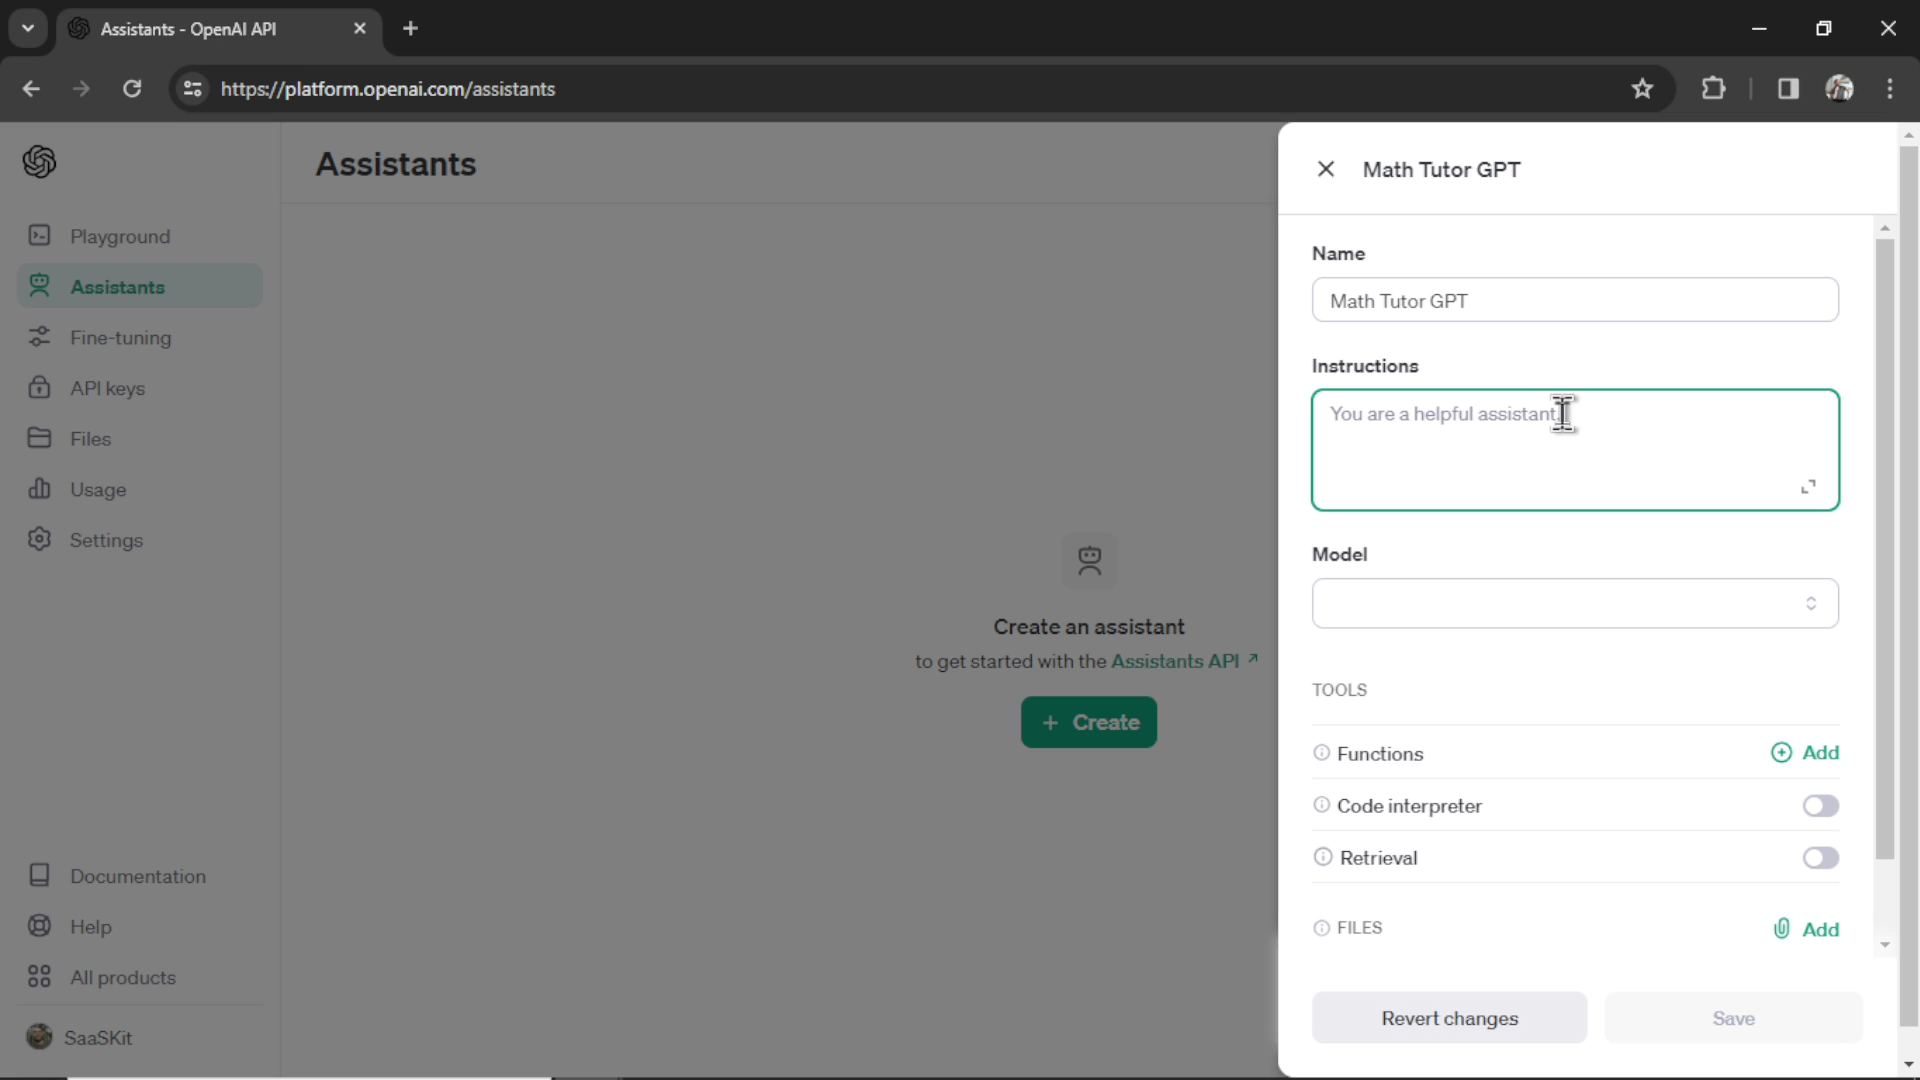 Assistants - OpenAI API
https://platform.openai.com/assistants
Playground
Assistants
Fine-tuning
API keys
Files
Usage
Settings
Documentation
Help
All products
SaaSKit
Assistants
Create an assistant
to get started with the Assistants API ↗
+ Create
Math Tutor GPT
Name
Math Tutor GPT
Instructions
You are a helpful assistant.
Model
TOOLS
Functions
Add
Code interpreter
Retrieval
FILES
Add
Revert changes
Save